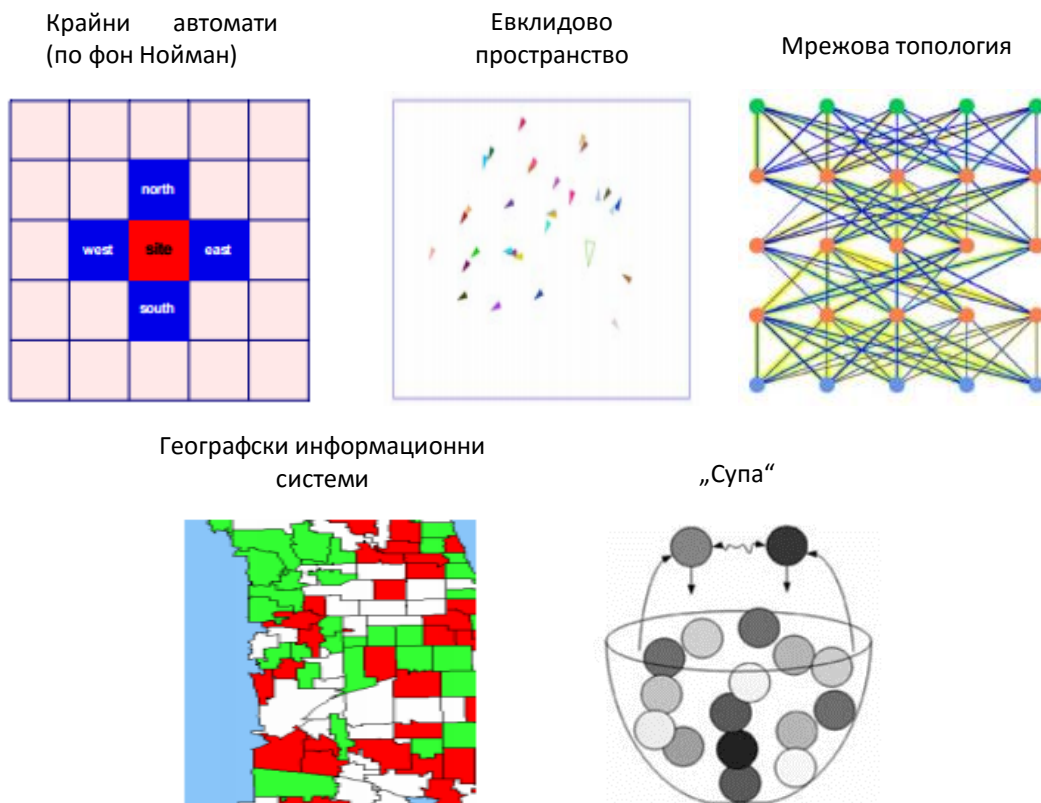 Крайни автомати
(по фон Нойман)
Евклидово
пространство
Мрежова топология
north
west
site
east
south
Географски информационни
системи
„Супа“